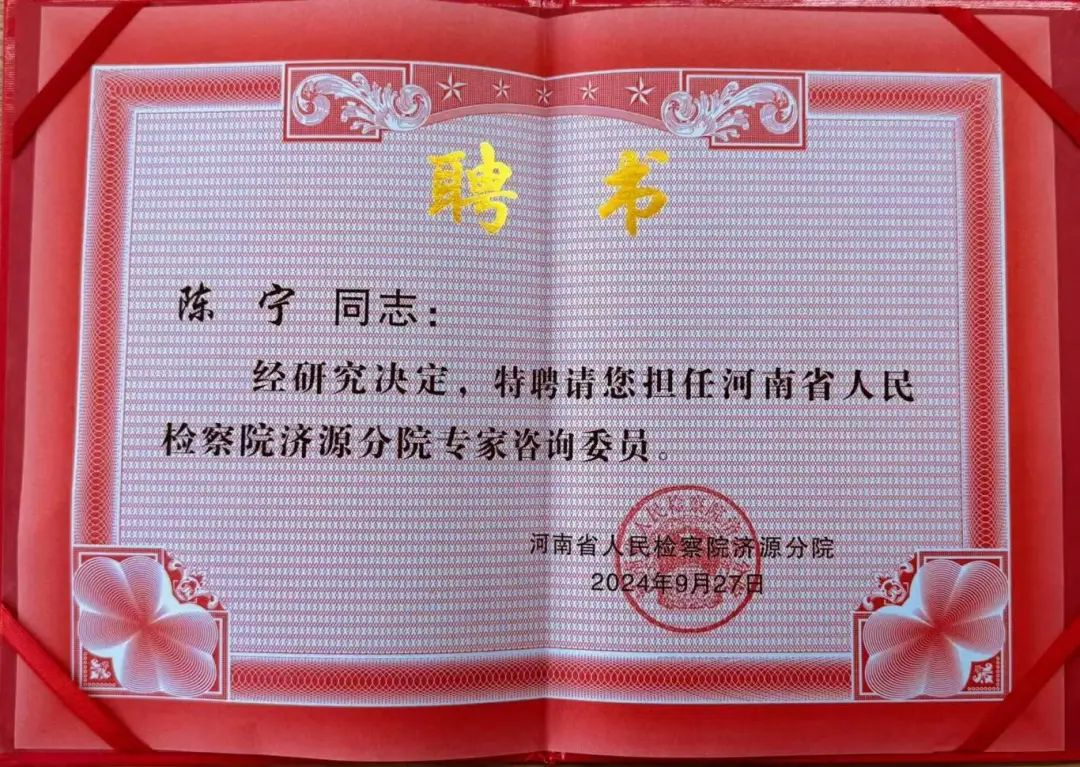 聘书
陈宁同志：
经研究决定，特聘请您担任河南省人民
检察院济源分院专家咨询委员。
河南省人民检察院济源分院
2024年9月27日